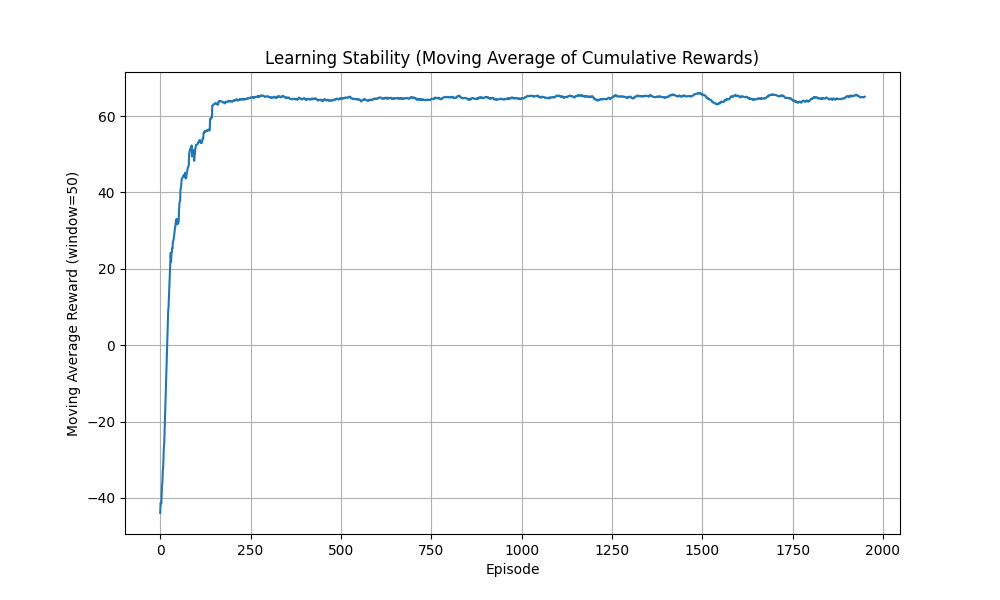 Learning Stability (Moving Average of Cumulative Rewards)
Moving Average Reward (window=50)
60
40
20
0
−20
−40
0 250 500 750 1000 1250 1500 1750 2000
Episode